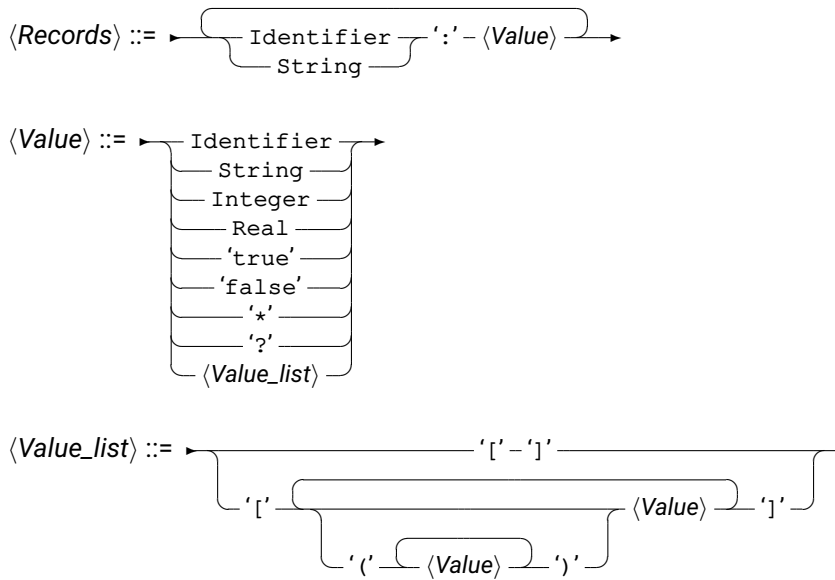 ⟨Records⟩ ::= Identifier ‘:’ ⟨Value⟩
String
⟨Value⟩ ::= Identifier
String
Integer
Real
‘true’
‘false’
‘*’
‘?’
⟨Value_list⟩
⟨Value_list⟩ ::= ‘[’ ‘]’
‘[’ ⟨Value⟩ ‘]’
‘(’ ⟨Value⟩ ‘)’